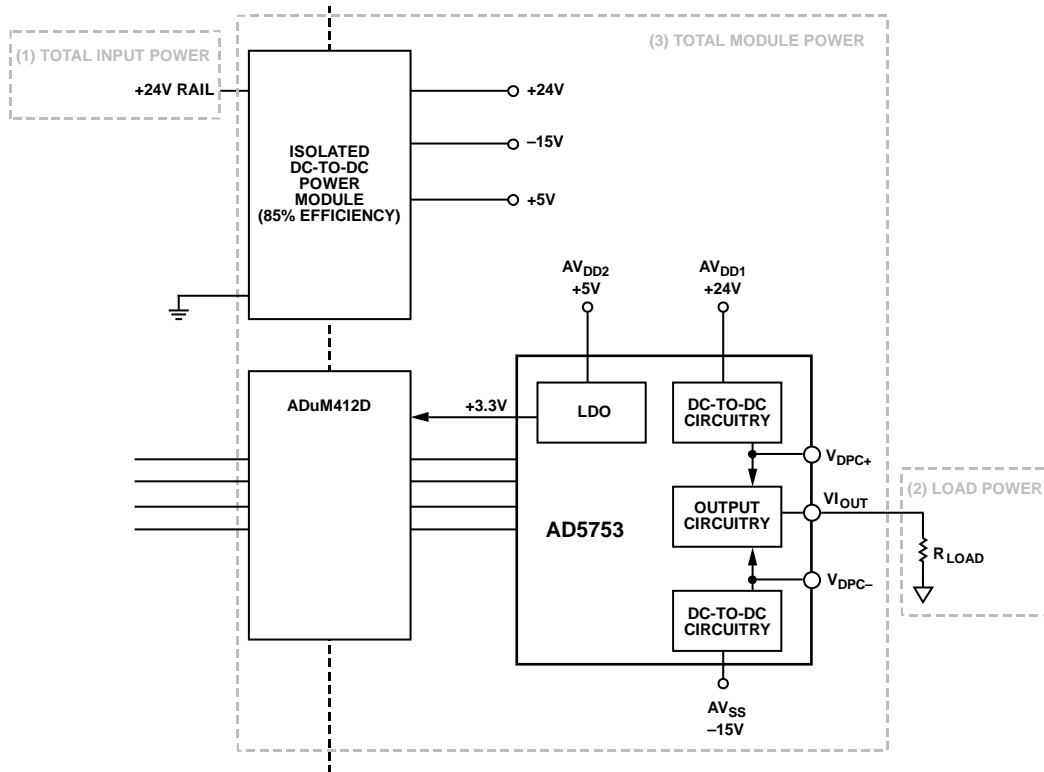 (1) TOTAL INPUT POWER
(3) TOTAL MODULE POWER
+24V RAIL
+24V
–15V
+5V
ISOLATED
DC-TO-DC
POWER
MODULE
(85% EFFICIENCY)
AVDD2
+5V
AVDD1
+24V
ADuM412D
+3.3V
LDO
DC-TO-DC
CIRCUITRY
VDPC+
(2) LOAD POWER
OUTPUT
CIRCUITRY
VIOUT
AD5753
RLOAD
VDPC–
DC-TO-DC
CIRCUITRY
AVSS
–15V